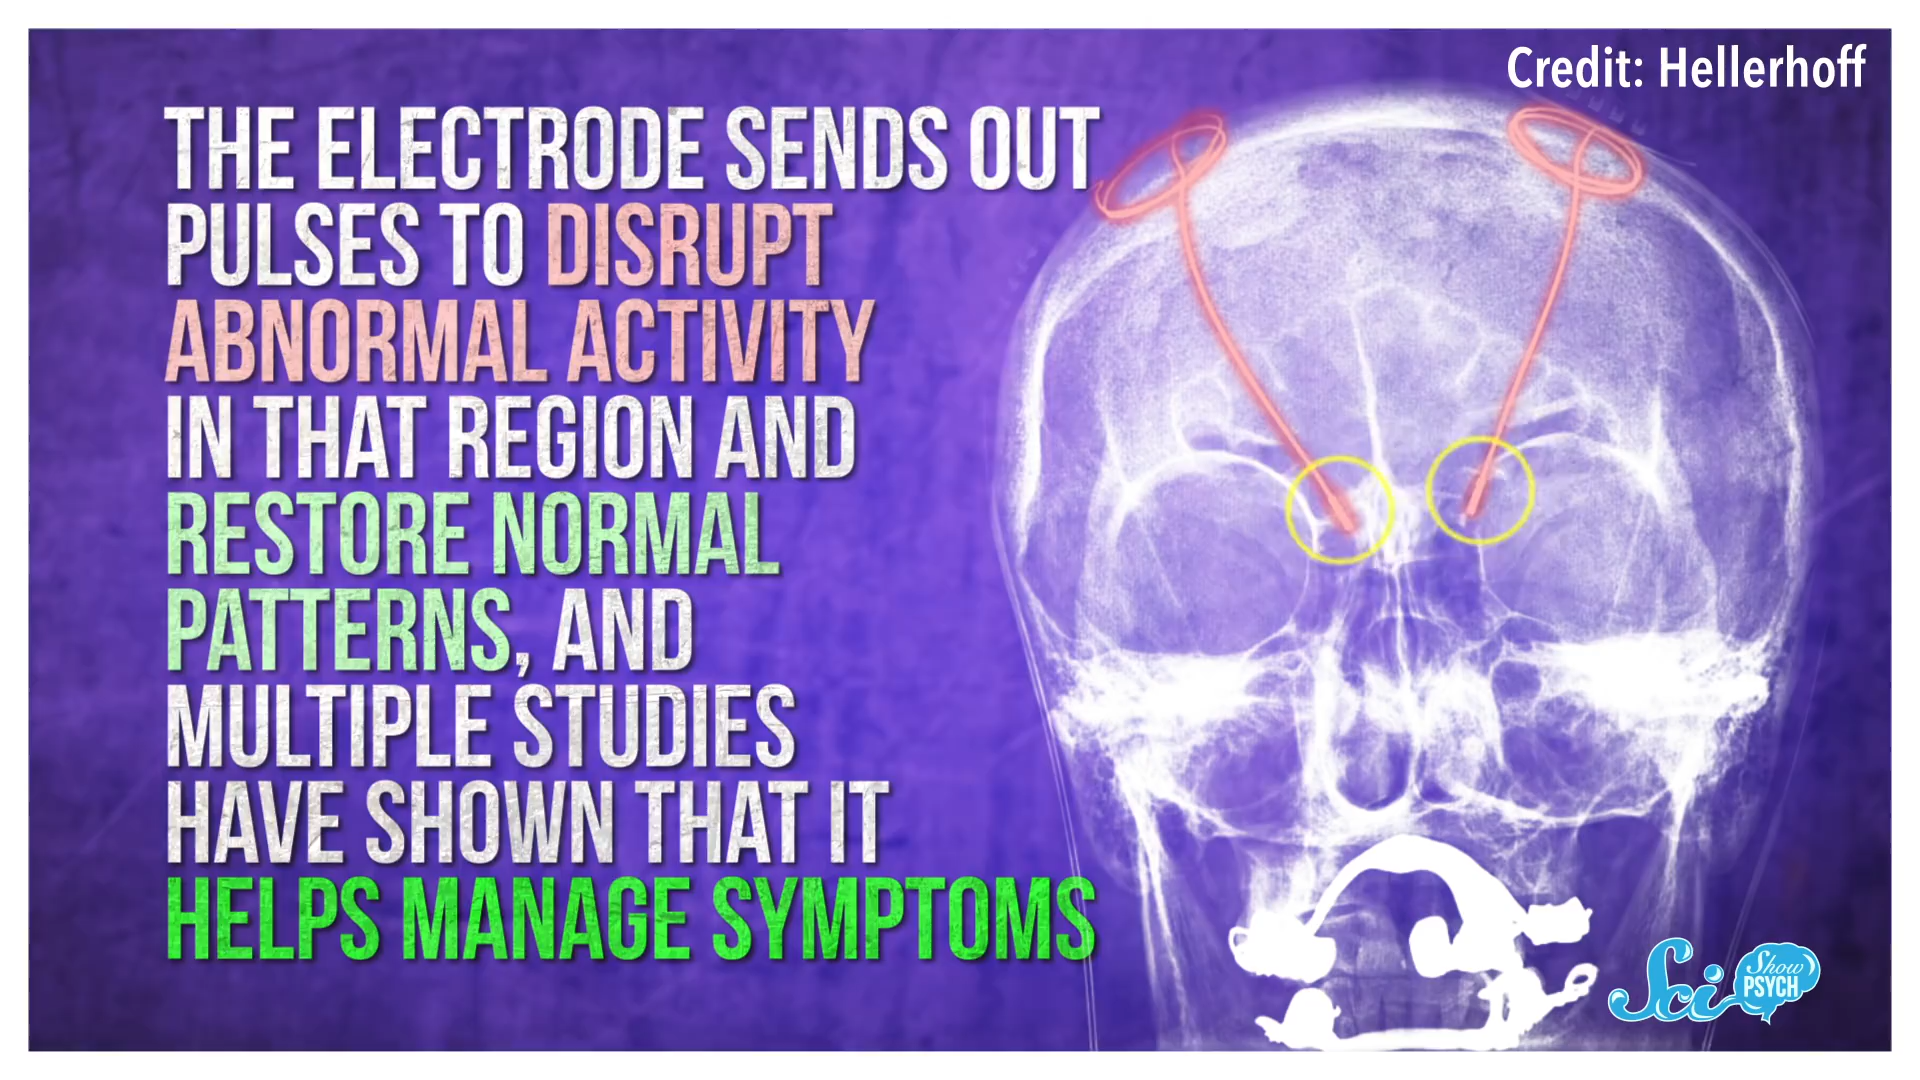 Credit: Hellerhoff
THE ELECTRODE SENDS OUT
PULSES TO DISRUPT
ABNORMAL ACTIVITY
IN THAT REGION AND
RESTORE NORMAL
PATTERNS, AND
MULTIPLE STUDIES
HAVE SHOWN THAT IT
HELPS MANAGE SYMPTOMS
Sci Show
PSYCH